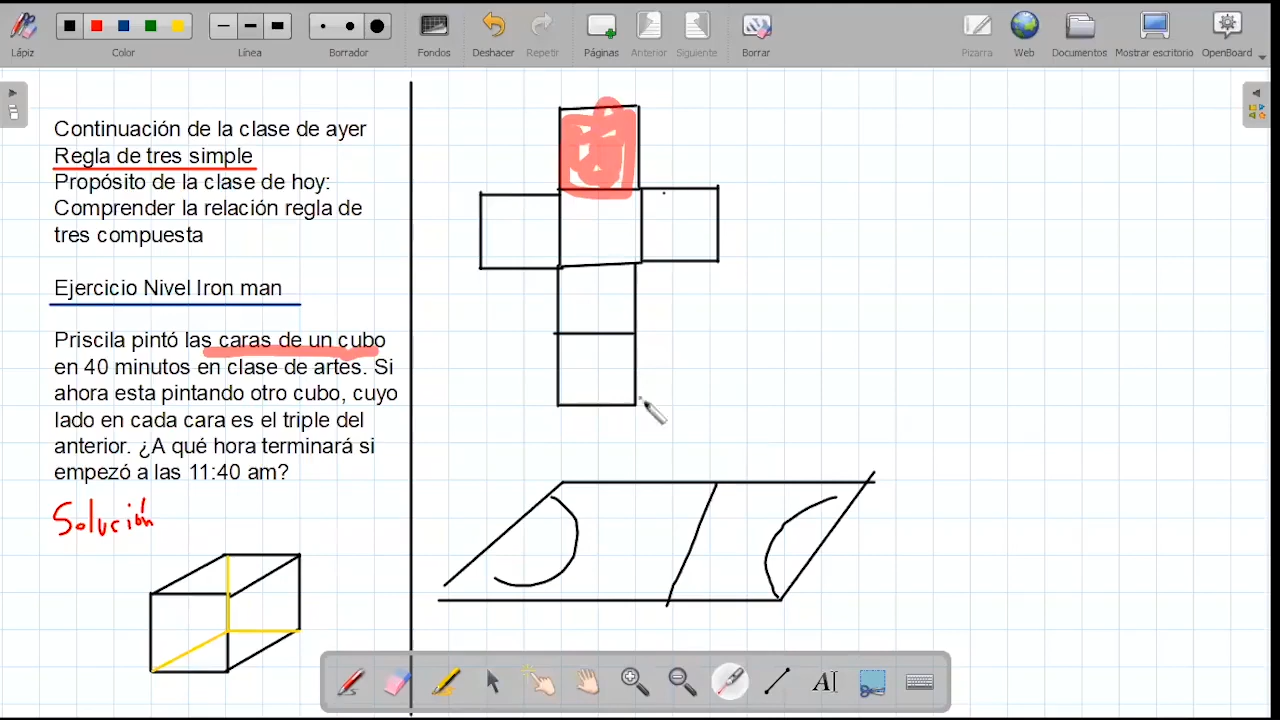 Lápiz
Color
Línea
Borrador
Fondos
Deshacer
Repetir
Páginas
Anterior
Siguiente
Borrar
Pizarra
Web
Documentos
Mostrar escritorio
OpenBoard
Continuación de la clase de ayer
Regla de tres simple
Propósito de la clase de hoy:
Comprender la relación regla de
tres compuesta
Ejercicio Nivel Iron man
Priscila pintó las caras de un cubo
en 40 minutos en clase de artes. Si
ahora esta pintando otro cubo, cuyo
lado en cada cara es el triple del
anterior. ¿A qué hora terminará si
empezó a las 11:40 am?
Solución